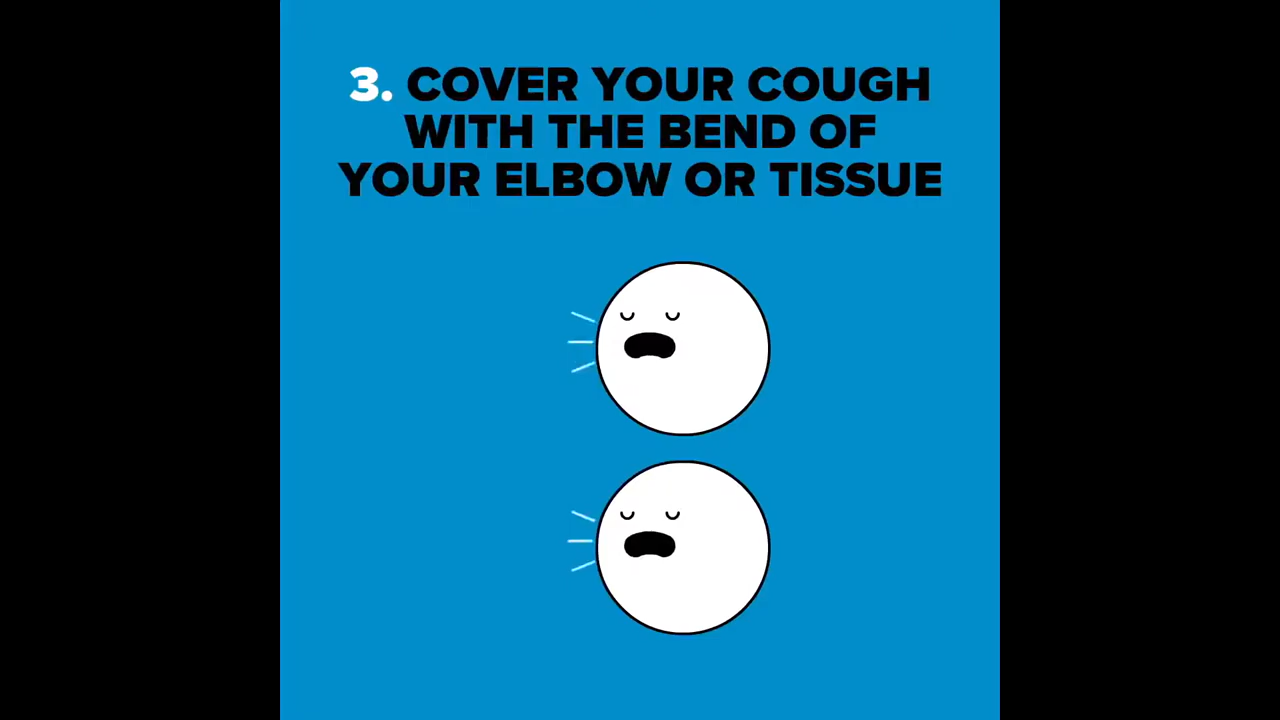 3. COVER YOUR COUGH
WITH THE BEND OF
YOUR ELBOW OR TISSUE